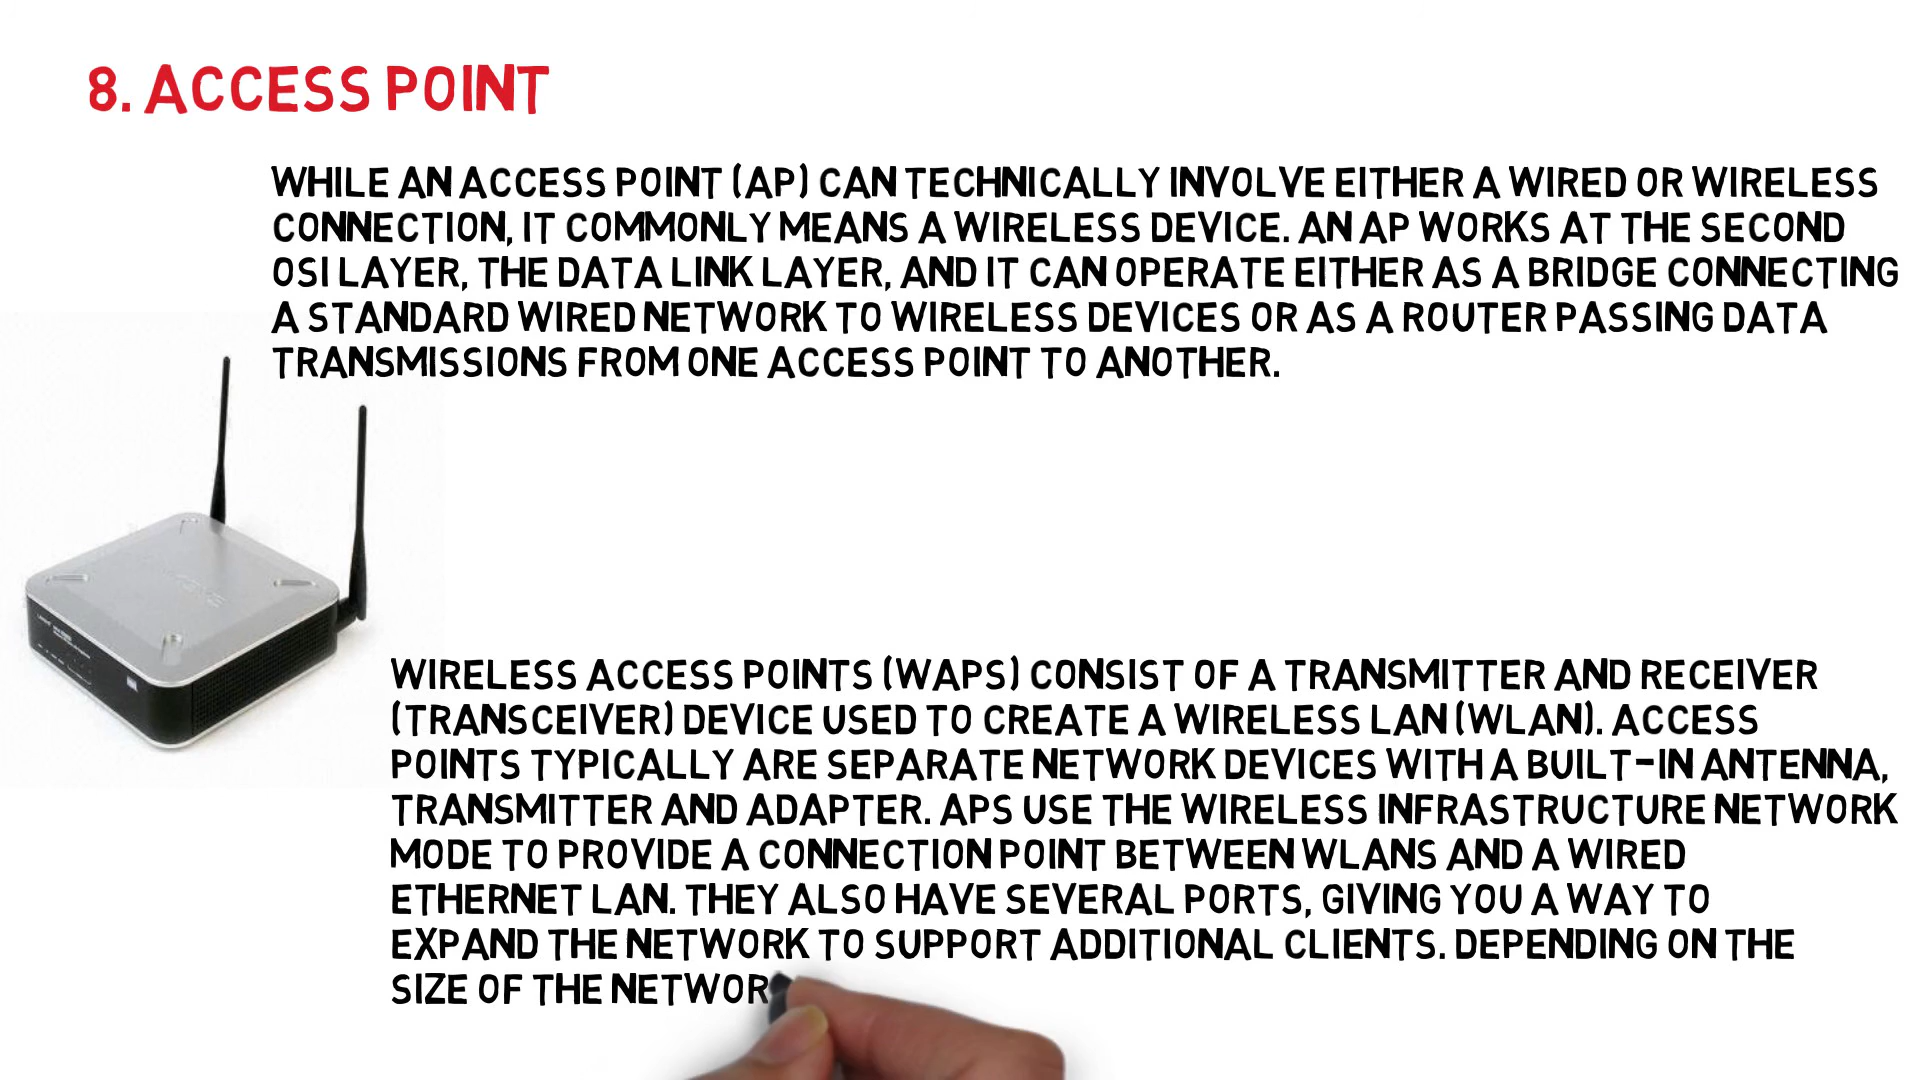 8. ACCESS POINT
WHILE AN ACCESS POINT (AP) CAN TECHNICALLY INVOLVE EITHER A WIRED OR WIRELESS
CONNECTION, IT COMMONLY MEANS A WIRELESS DEVICE. AN AP WORKS AT THE SECOND
OSI LAYER, THE DATA LINK LAYER, AND IT CAN OPERATE EITHER AS A BRIDGE CONNECTING
A STANDARD WIRED NETWORK TO WIRELESS DEVICES OR AS A ROUTER PASSING DATA
TRANSMISSIONS FROM ONE ACCESS POINT TO ANOTHER.
WIRELESS ACCESS POINTS (WAPS) CONSIST OF A TRANSMITTER AND RECEIVER
(TRANSCEIVER) DEVICE USED TO CREATE A WIRELESS LAN (WLAN). ACCESS
POINTS TYPICALLY ARE SEPARATE NETWORK DEVICES WITH A BUILT-IN ANTENNA,
TRANSMITTER AND ADAPTER. APS USE THE WIRELESS INFRASTRUCTURE NETWORK
MODE TO PROVIDE A CONNECTION POINT BETWEEN WLANS AND A WIRED
ETHERNET LAN. THEY ALSO HAVE SEVERAL PORTS, GIVING YOU A WAY TO
EXPAND THE NETWORK TO SUPPORT ADDITIONAL CLIENTS. DEPENDING ON THE
SIZE OF THE NETWOR